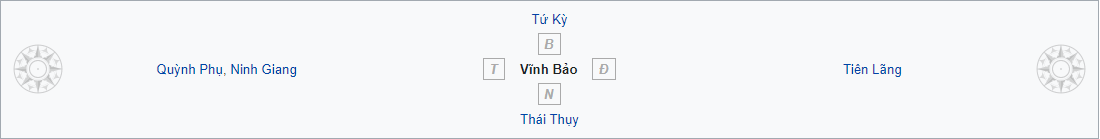 Tứ Kỳ
B
Quỳnh Phụ, Ninh Giang T Vĩnh Bảo Đ Tiên Lãng
N
Thái Thụy